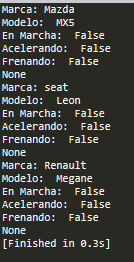 Marca: Mazda
Modelo:  MX5
En Marcha:  False
Acelerando:  False
Frenando:  False
None
Marca: seat
Modelo:  Leon
En Marcha:  False
Acelerando:  False
Frenando:  False
None
Marca: Renault
Modelo:  Megane
En Marcha:  False
Acelerando:  False
Frenando:  False
None
[Finished in 0.3s]